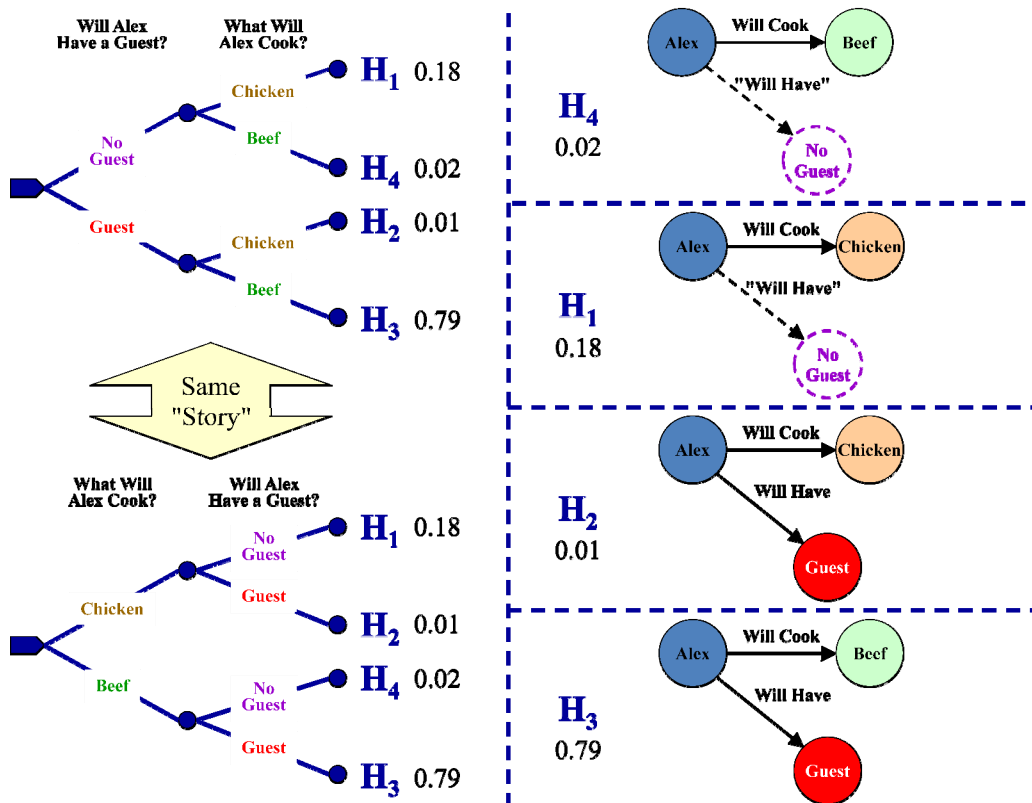 Will Alex
Have a Guest?
What Will
Alex Cook?
H1 0.18
Chicken
No
Guest
Beef
H4 0.02
H2 0.01
Guest
Chicken
Beef
H3 0.79
Same
"Story"
What Will
Alex Cook?
Will Alex
Have a Guest?
H1 0.18
No
Guest
Chicken
Guest
H2 0.01
H4 0.02
Beef
No
Guest
Guest
H3 0.79
Alex
Will Cook
Beef
"Will Have"
H4
0.02
No
Guest
Alex
Will Cook
Chicken
"Will Have"
H1
0.18
No
Guest
Alex
Will Cook
Chicken
Will Have
H2
0.01
Guest
Alex
Will Cook
Beef
Will Have
H3
0.79
Guest